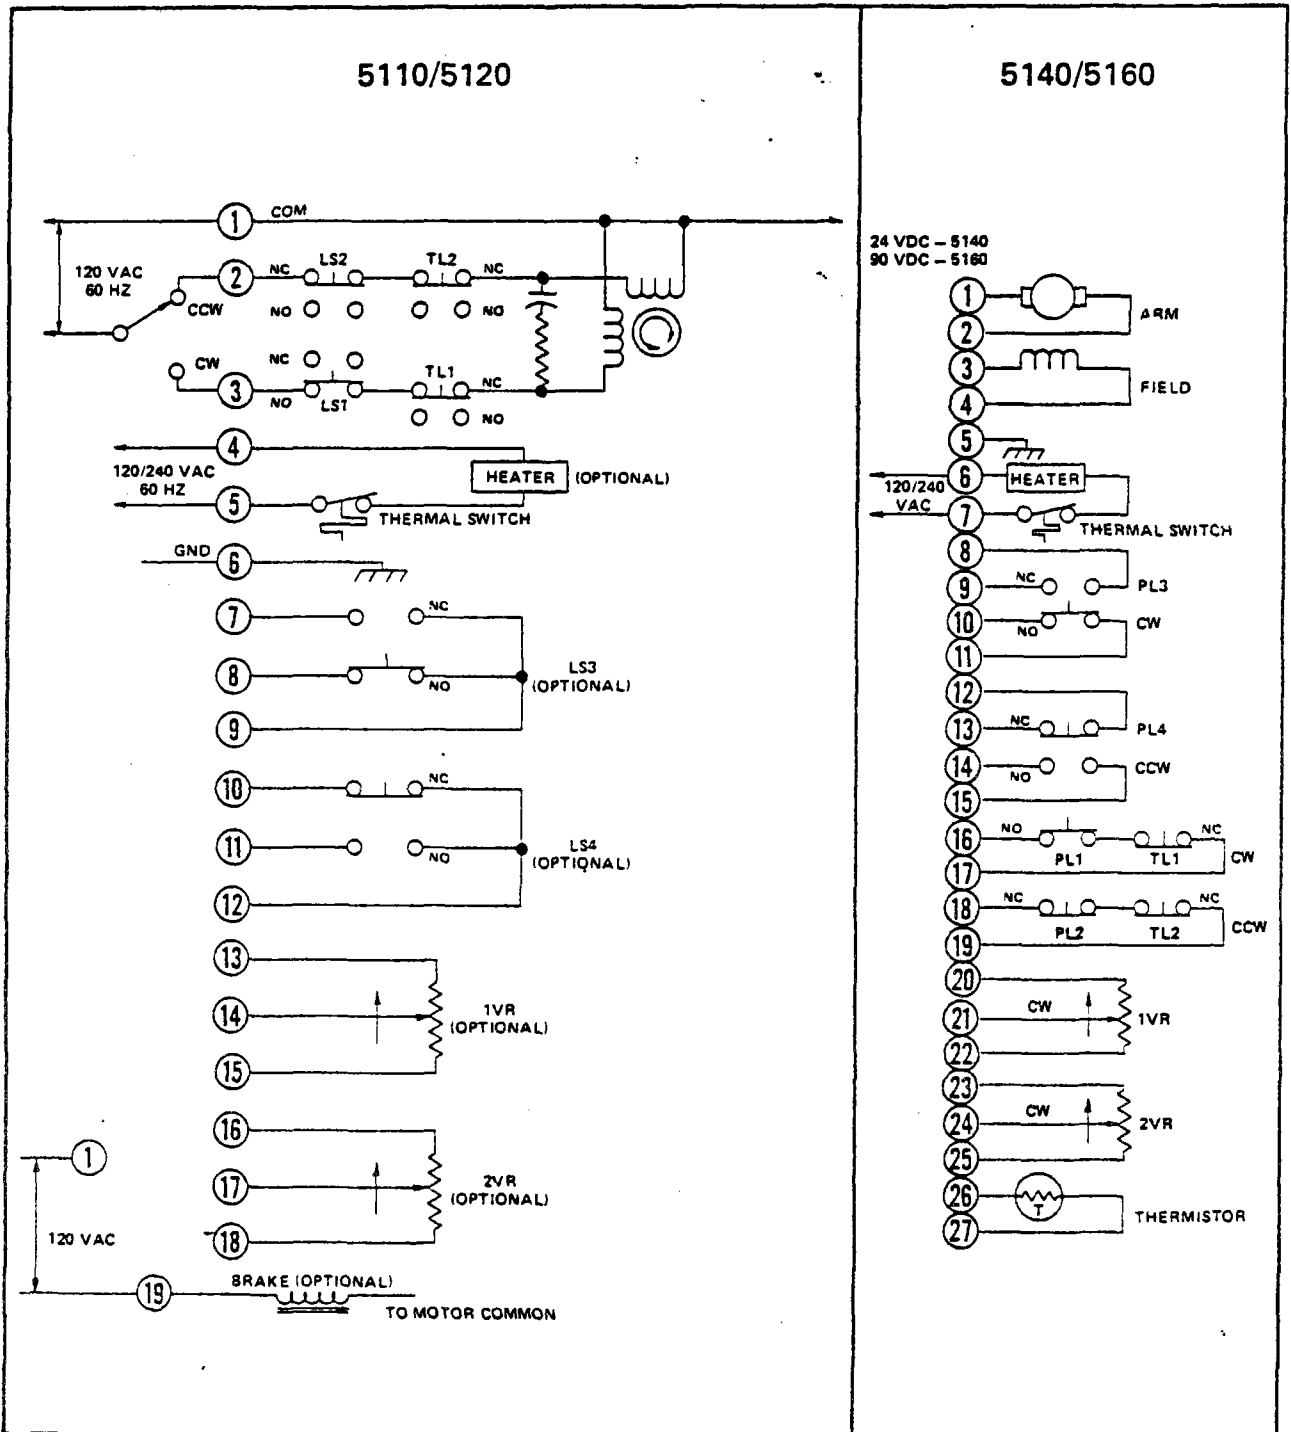 5110/5120
1 COM
120 VAC
60 HZ
2 NC LS2 TL2 NC
CCW
NO NO
NC
CW
3 NO LS1 TL1 NC
NO
4
120/240 VAC
60 HZ
HEATER (OPTIONAL)
5
THERMAL SWITCH
GND 6
7 NC
8 NO
LS3
(OPTIONAL)
9
10 NC
11 NO
LS4
(OPTIONAL)
12
13
14
1VR
(OPTIONAL)
15
16
1
17
2VR
(OPTIONAL)
18
120 VAC
BRAKE (OPTIONAL)
19
TO MOTOR COMMON
5140/5160
24 VDC – 5140
90 VDC – 5160
1
ARM
2
3
FIELD
4
5
6 HEATER
120/240
VAC
7
THERMAL SWITCH
8
9 NC PL3
10 NO CW
11
12
13 NC PL4
14 NO CCW
15
16 NO PL1 TL1 NC
CW
17
18 NC PL2 TL2 NC
CCW
19
20
21 CW 1VR
22
23
24 CW 2VR
25
26 T
THERMISTOR
27